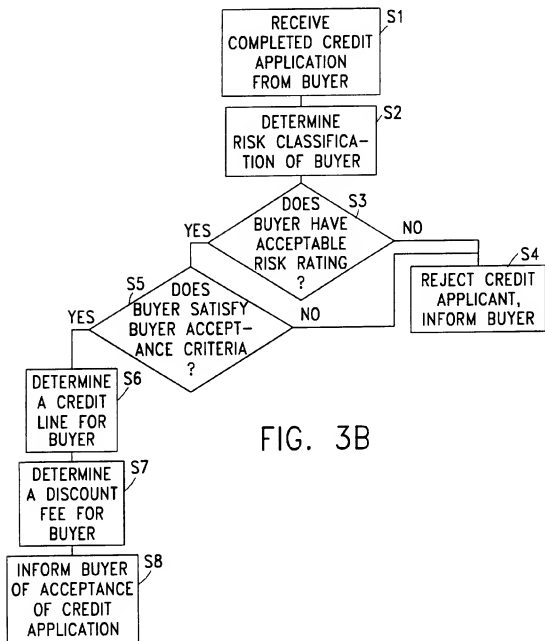 S1
RECEIVE
COMPLETED CREDIT
APPLICATION
FROM BUYER
S2
DETERMINE
RISK CLASSIFICA-
TION OF BUYER
S3
DOES
BUYER HAVE
ACCEPTABLE
RISK RATING
?
YES
NO
S4
REJECT CREDIT
APPLICANT,
INFORM BUYER
S5
DOES
BUYER SATISFY
BUYER ACCEPT-
ANCE CRITERIA
?
YES
NO
S6
DETERMINE
A CREDIT
LINE FOR
BUYER
S7
DETERMINE
A DISCOUNT
FEE FOR
BUYER
S8
INFORM BUYER
OF ACCEPTANCE
OF CREDIT
APPLICATION
FIG. 3B